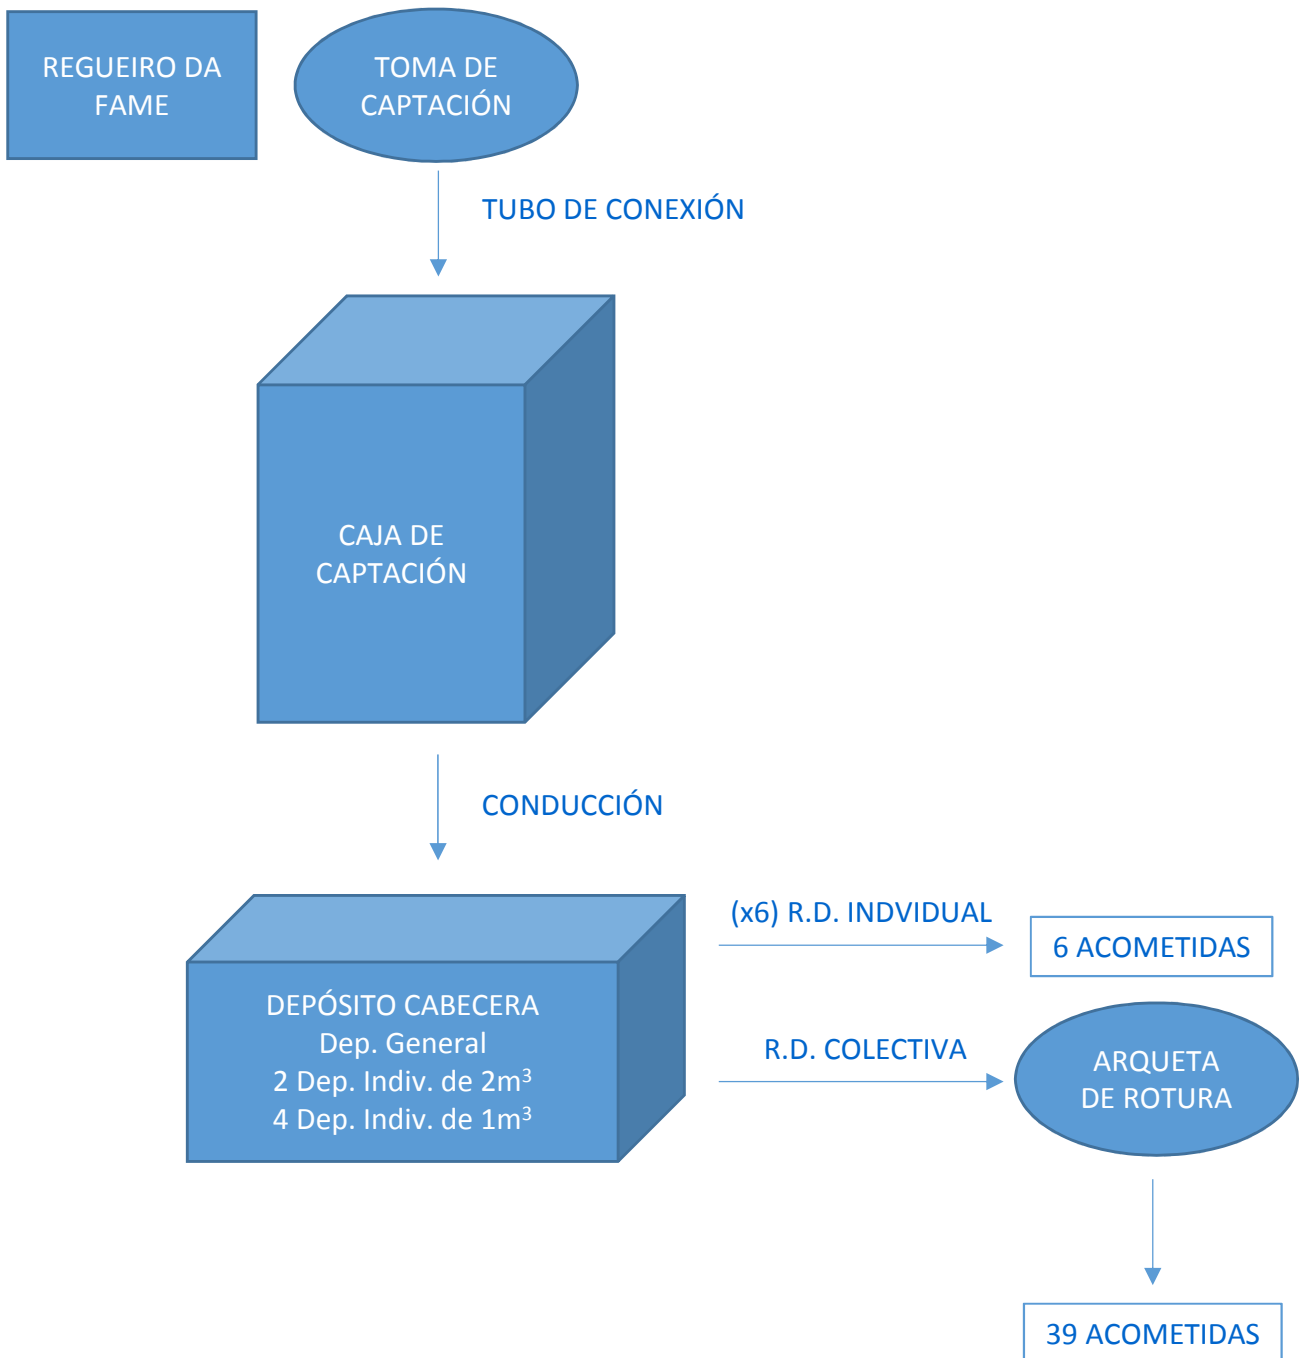 REGUEIRO DA
FAME
TOMA DE
CAPTACIÓN
TUBO DE CONEXIÓN
CAJA DE
CAPTACIÓN
CONDUCCIÓN
(x6) R.D. INDVIDUAL
6 ACOMETIDAS
DEPÓSITO CABECERA
Dep. General
2 Dep. Indiv. de 2m³
4 Dep. Indiv. de 1m³
R.D. COLECTIVA
ARQUETA
DE ROTURA
39 ACOMETIDAS